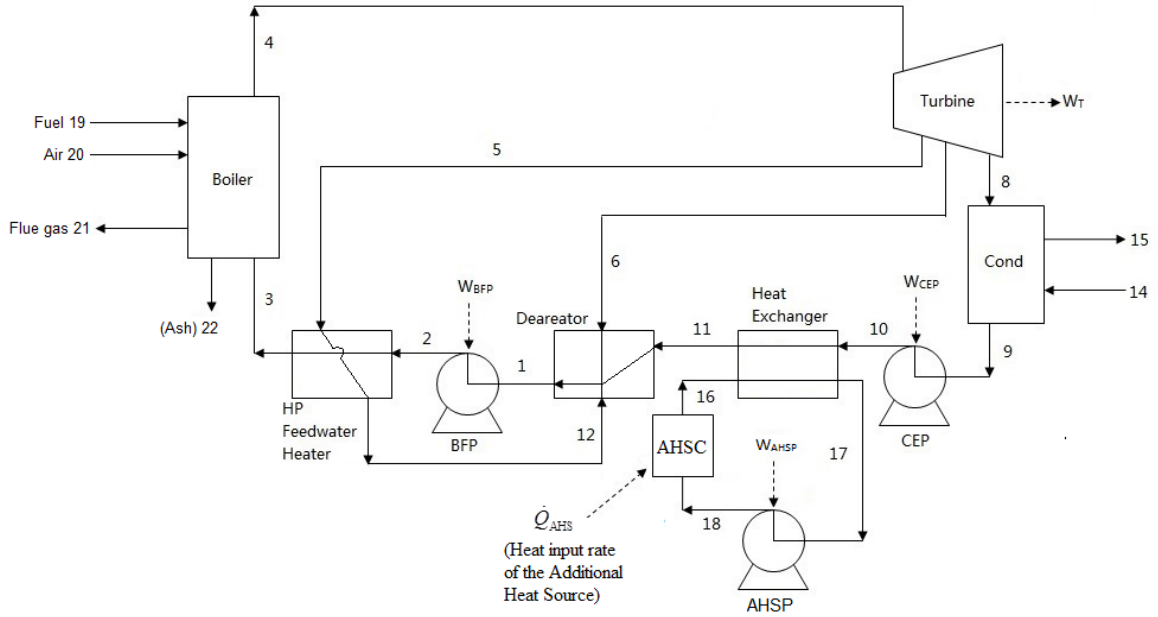 4
Turbine
WT
Fuel 19
Air 20
Boiler
5
8
Flue gas 21
15
Cond
14
6
3
WBFP
WCEP
(Ash) 22
Heat
Exchanger
Deareator
2
11
10
9
1
16
HP
Feedwater
Heater
BFP
12
AHSC
WAHSP
17
CEP
18
Q̇AHS
(Heat input rate
of the Additional
Heat Source)
AHSP